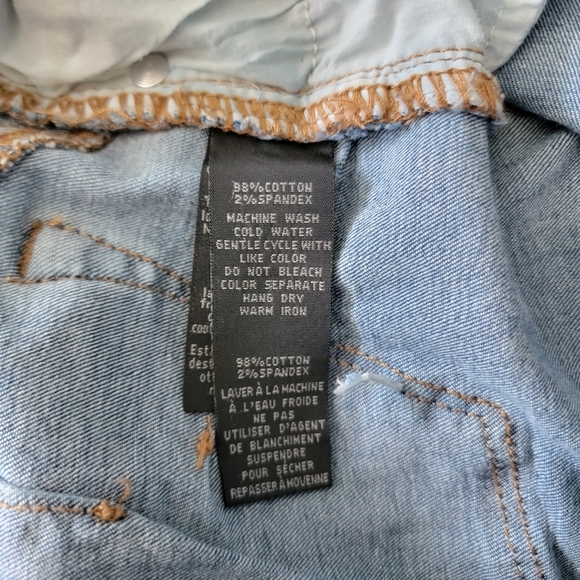 98%COTTON
2%SPANDEX
MACHINE WASH
COLD WATER
GENTLE CYCLE WITH
LIKE COLOR
DO NOT BLEACH
COLOR SEPARATE
HANG DRY
WARM IRON
98%COTTON
2%SPANDEX
LAVER À LA MACHINE
À L'EAU FROIDE
NE PAS
UTILISER D'AGENT
DE BLANCHIMENT
SUSPENDRE
POUR SÉCHER
REPASSER À MOVENNE